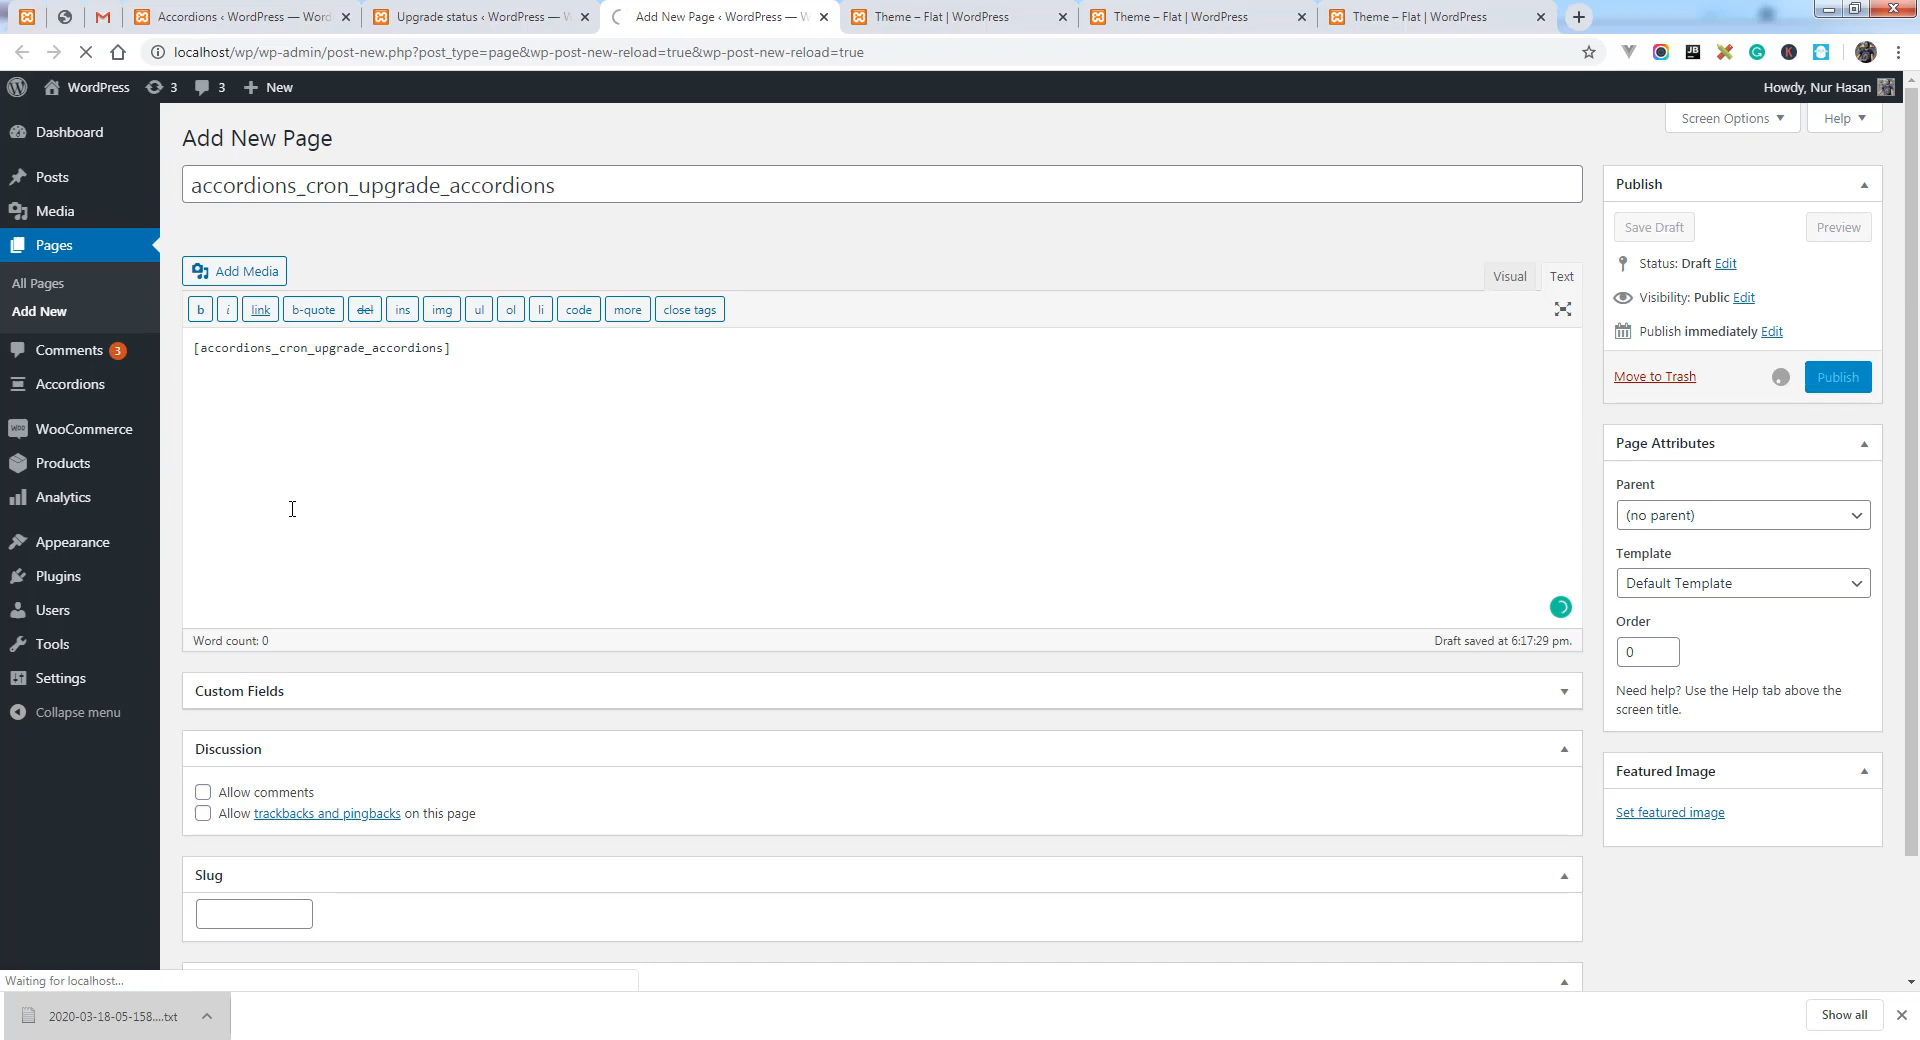 Accordions ‹ WordPress — Word
Upgrade status ‹ WordPress — W
Add New Page ‹ WordPress — W
Theme – Flat | WordPress
Theme – Flat | WordPress
Theme – Flat | WordPress
localhost/wp/wp-admin/post-new.php?post_type=page&wp-post-new-reload=true&wp-post-new-reload=true
WordPress
3
3
New
Howdy, Nur Hasan
Screen Options
Help
Dashboard
Posts
Media
Pages
All Pages
Add New
Comments 3
Accordions
WooCommerce
Products
Analytics
Appearance
Plugins
Users
Tools
Settings
Collapse menu
Add New Page
accordions_cron_upgrade_accordions
Add Media
Visual
Text
b
i
link
b-quote
del
ins
img
ul
ol
li
code
more
close tags
[accordions_cron_upgrade_accordions]
Word count: 0
Draft saved at 6:17:29 pm.
Custom Fields
Discussion
Allow comments
Allow trackbacks and pingbacks on this page
Slug
Publish
Save Draft
Preview
Status: Draft Edit
Visibility: Public Edit
Publish immediately Edit
Move to Trash
Publish
Page Attributes
Parent
(no parent)
Template
Default Template
Order
0
Need help? Use the Help tab above the
screen title.
Featured Image
Set featured image
Waiting for localhost...
2020-03-18-05-158....txt
Show all